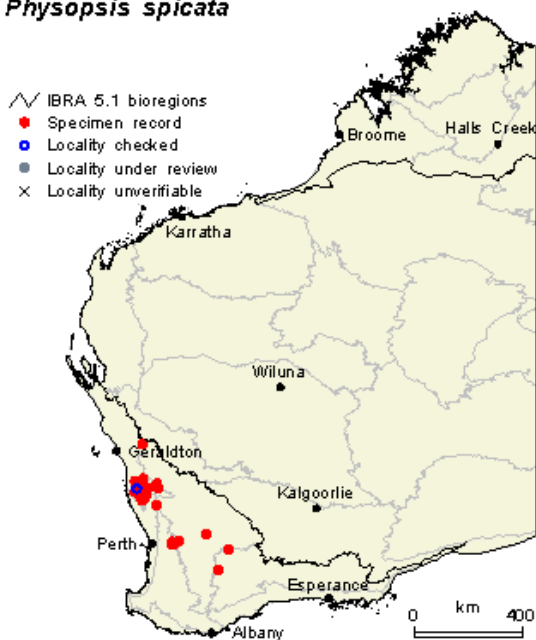 Physopsis spicata
IBRA 5.1 bioregions
Specimen record
Locality checked
Locality under review
Locality unverifiable
Broome
Halls Creek
Karratha
Wiluna
Geraldton
Kalgoorlie
Perth
Esperance
Albany
km
0 400